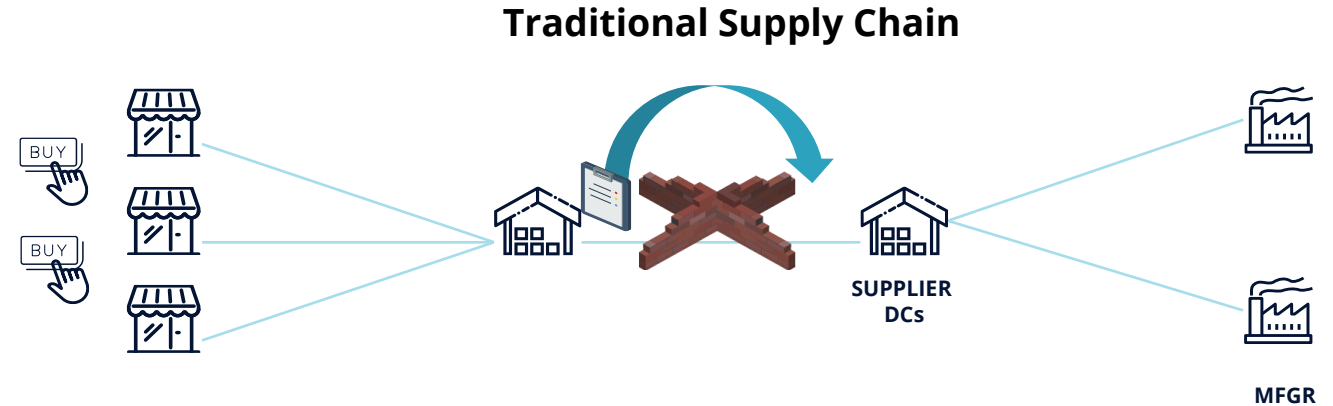 Traditional Supply Chain
BUY
BUY
SUPPLIER
DCs
MFGR